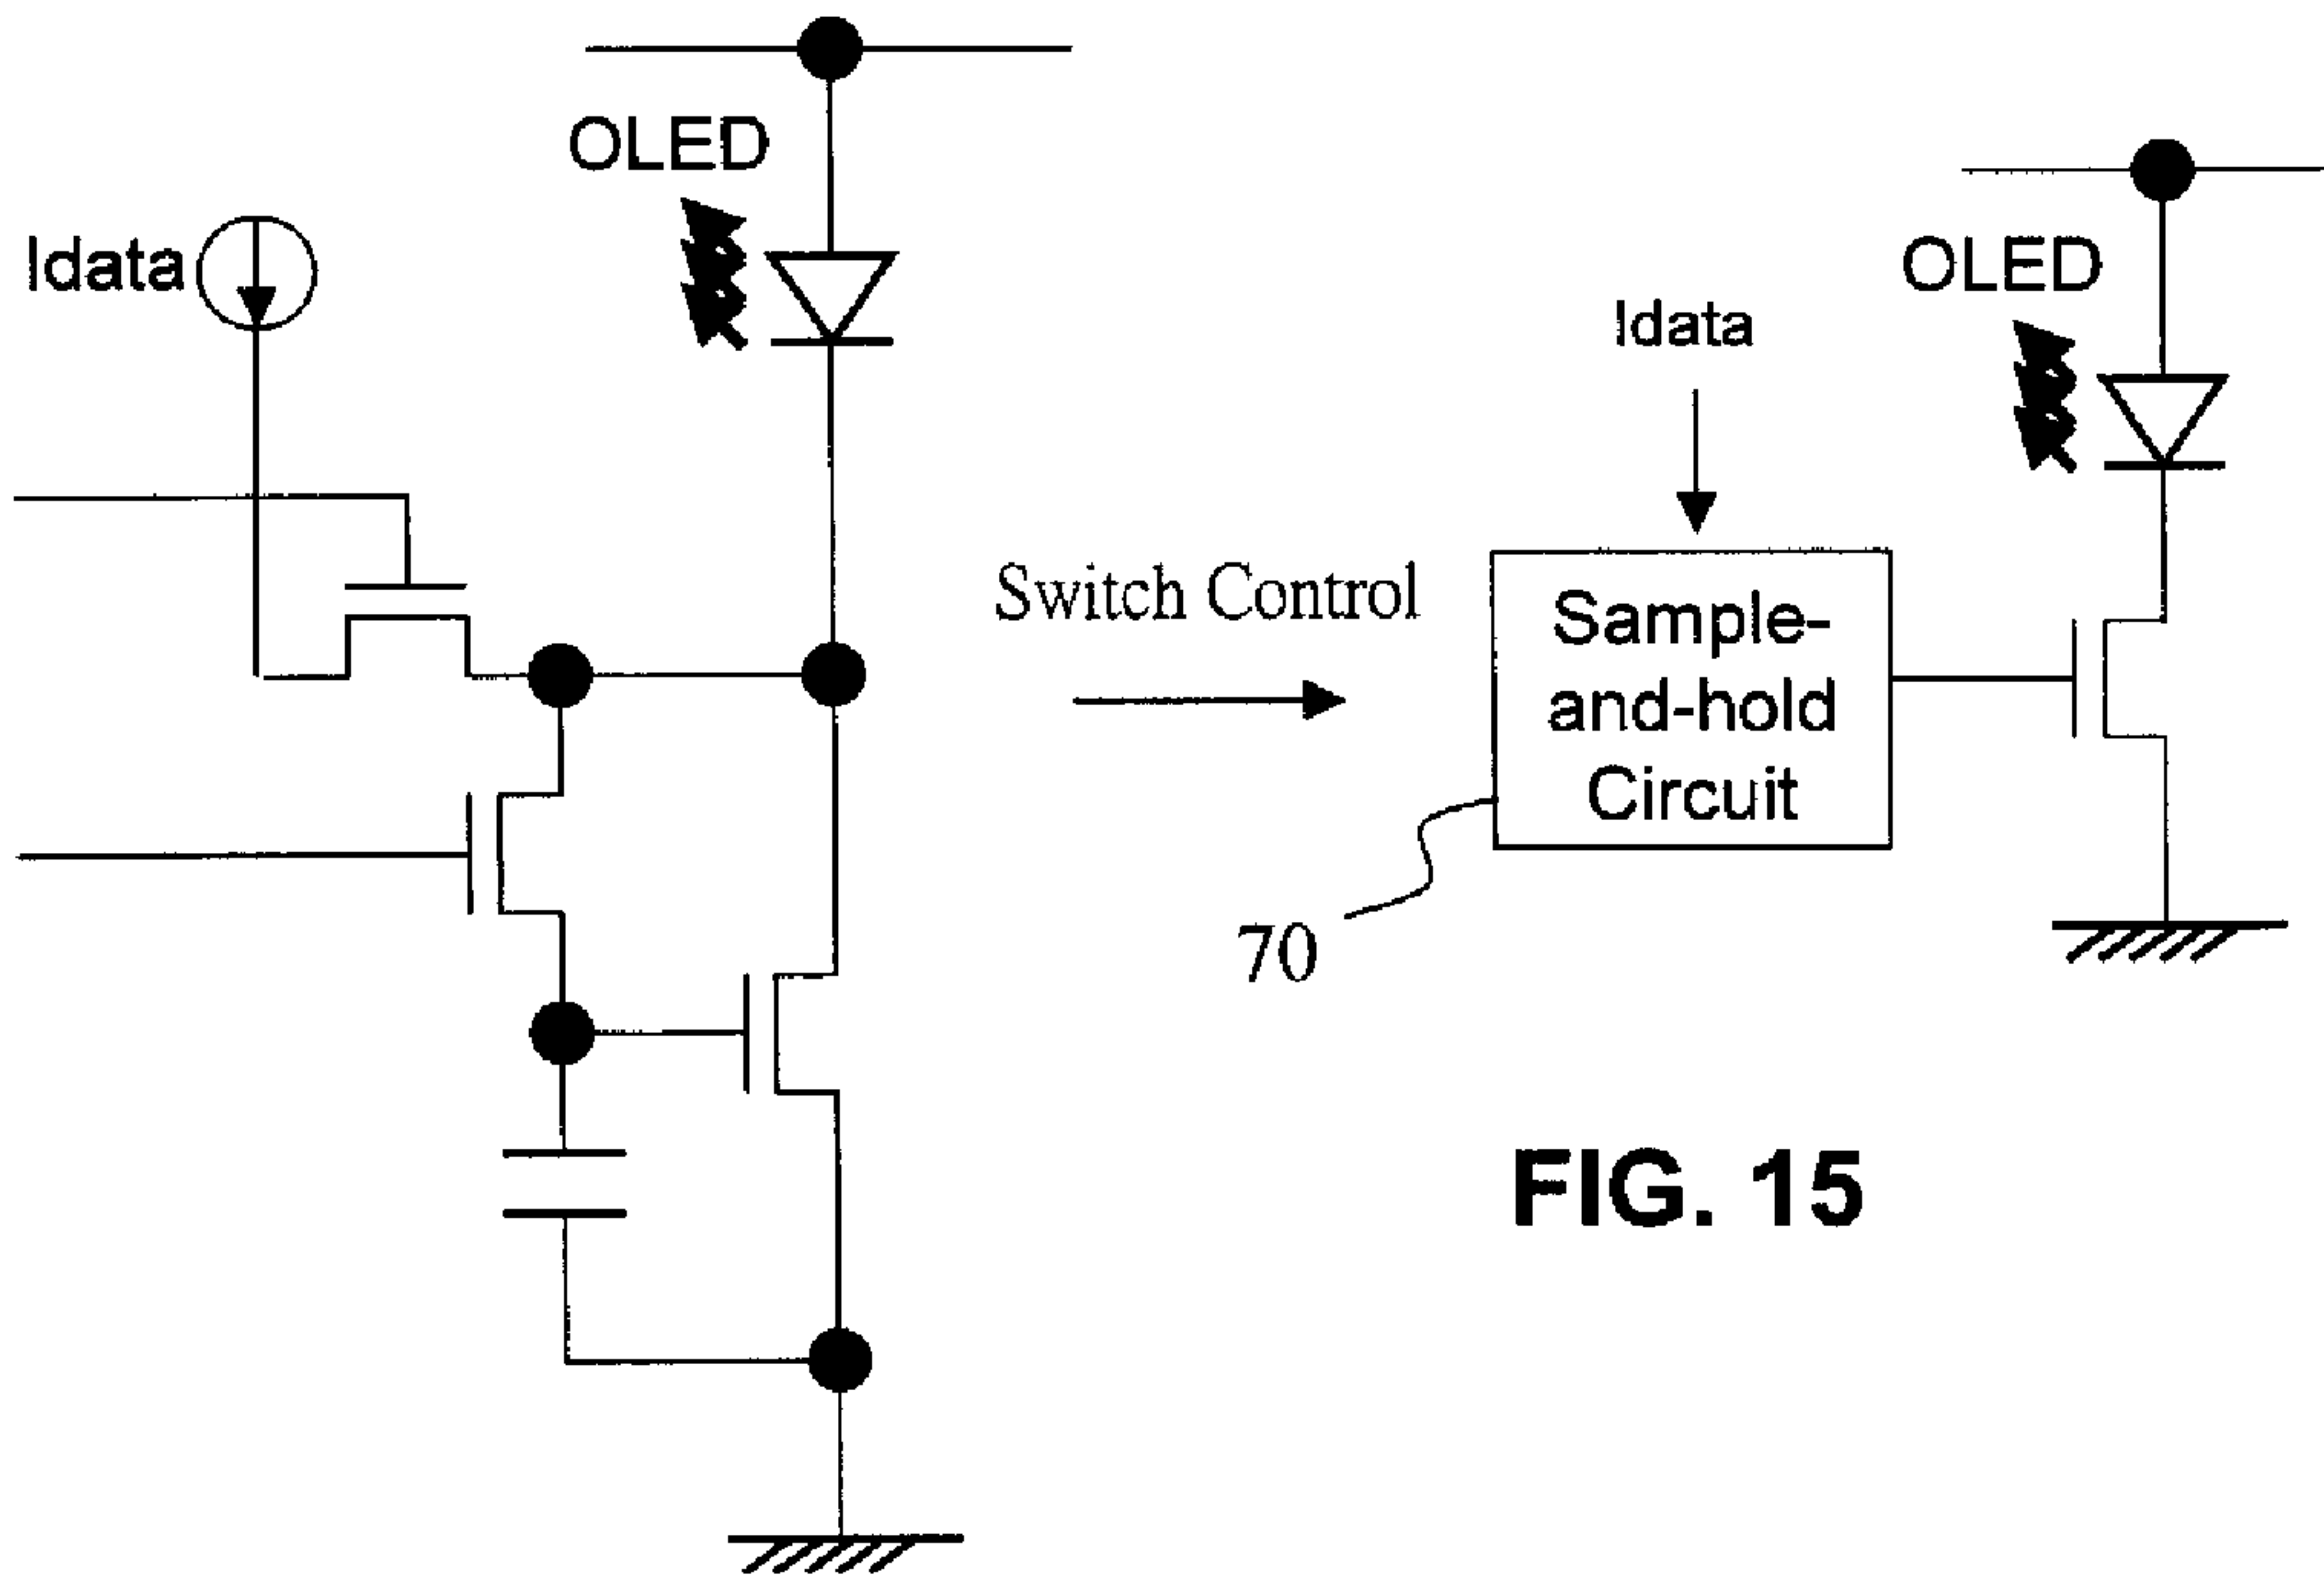 OLED
Idata
OLED
Idata
Switch Control
Sample-
and-hold
Circuit
70
FIG. 15